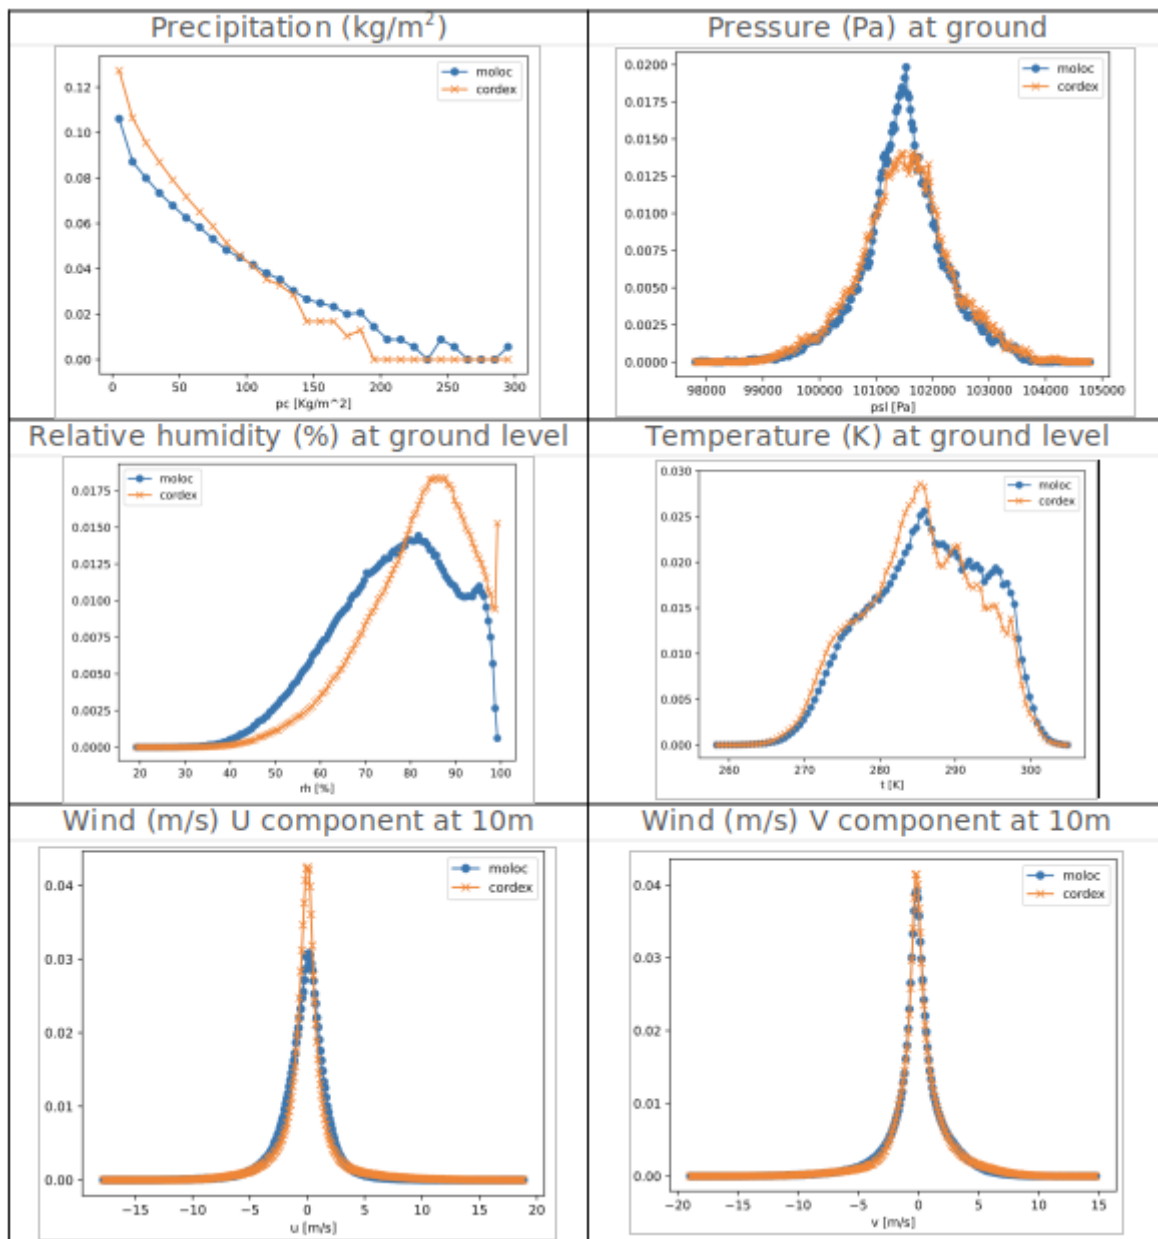 Precipitation (kg/m²)
moloc
cordex
0.12
0.10
0.08
0.06
0.04
0.02
0.00
0 50 100 150 200 250 300
pc [Kg/m^2]
Pressure (Pa) at ground
moloc
cordex
0.0200
0.0175
0.0150
0.0125
0.0100
0.0075
0.0050
0.0025
0.0000
98000 99000 100000 101000 102000 103000 104000 105000
psl [Pa]
Relative humidity (%) at ground level
moloc
cordex
0.0175
0.0150
0.0125
0.0100
0.0075
0.0050
0.0025
0.0000
20 30 40 50 60 70 80 90 100
rh [%]
Temperature (K) at ground level
moloc
cordex
0.030
0.025
0.020
0.015
0.010
0.005
0.000
260 270 280 290 300
t [K]
Wind (m/s) U component at 10m
moloc
cordex
0.04
0.03
0.02
0.01
0.00
−15 −10 −5 0 5 10 15 20
u [m/s]
Wind (m/s) V component at 10m
moloc
cordex
0.04
0.03
0.02
0.01
0.00
−20 −15 −10 −5 0 5 10 15
v [m/s]